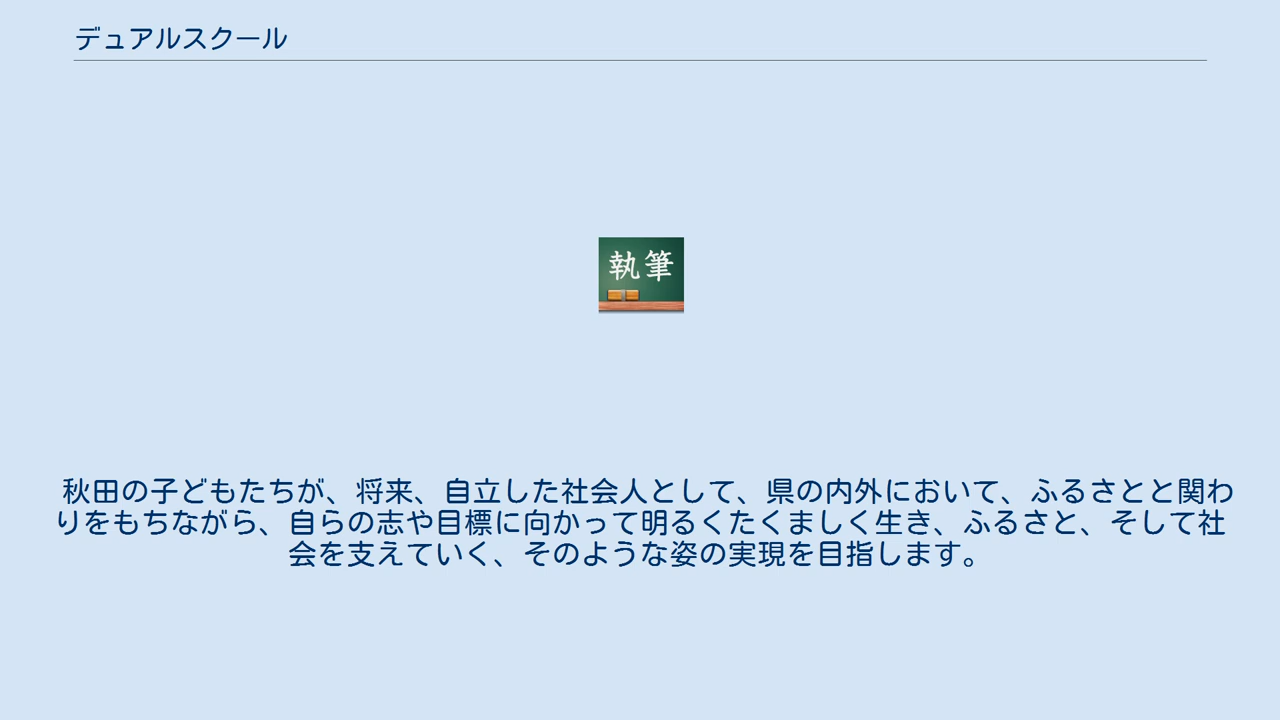 デュアルスクール
執筆
秋田の子どもたちが、将来、自立した社会人として、県の内外において、ふるさとと関わ
りをもちながら、自らの志や目標に向かって明るくたくましく生き、ふるさと、そして社
会を支えていく、そのような姿の実現を目指します。